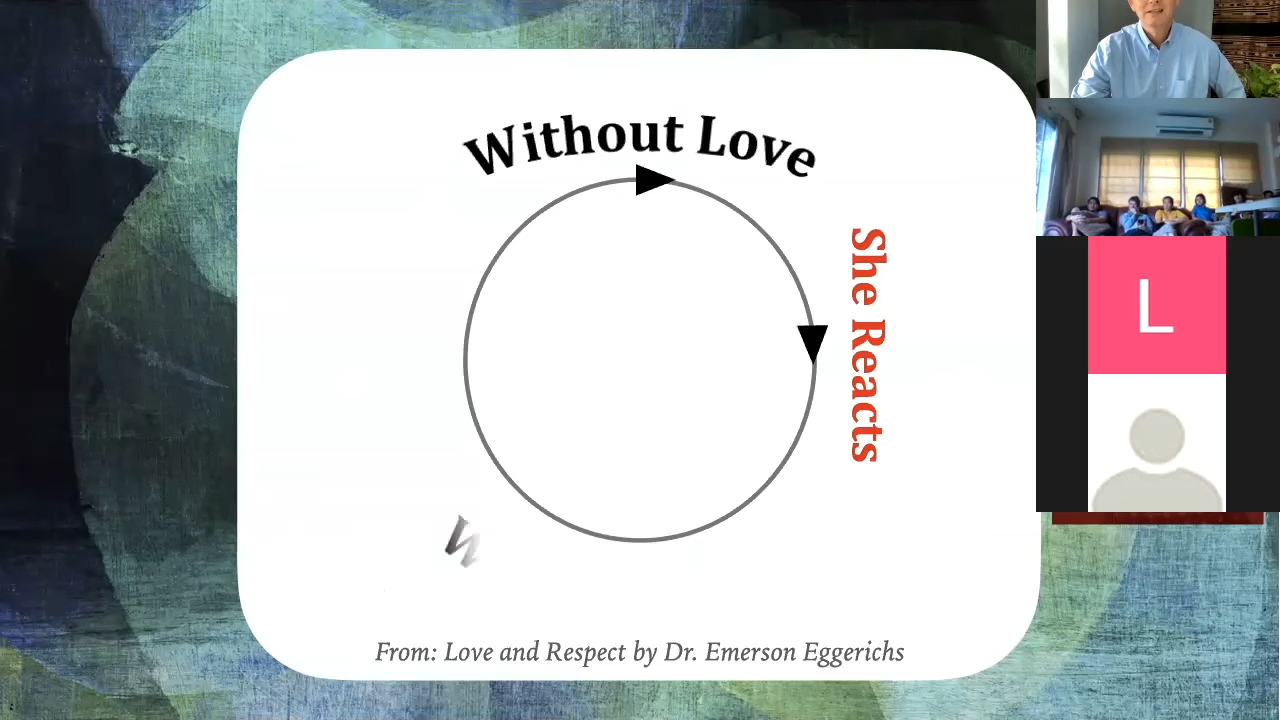 Without Love
She Reacts
W
From: Love and Respect by Dr. Emerson Eggerichs
L